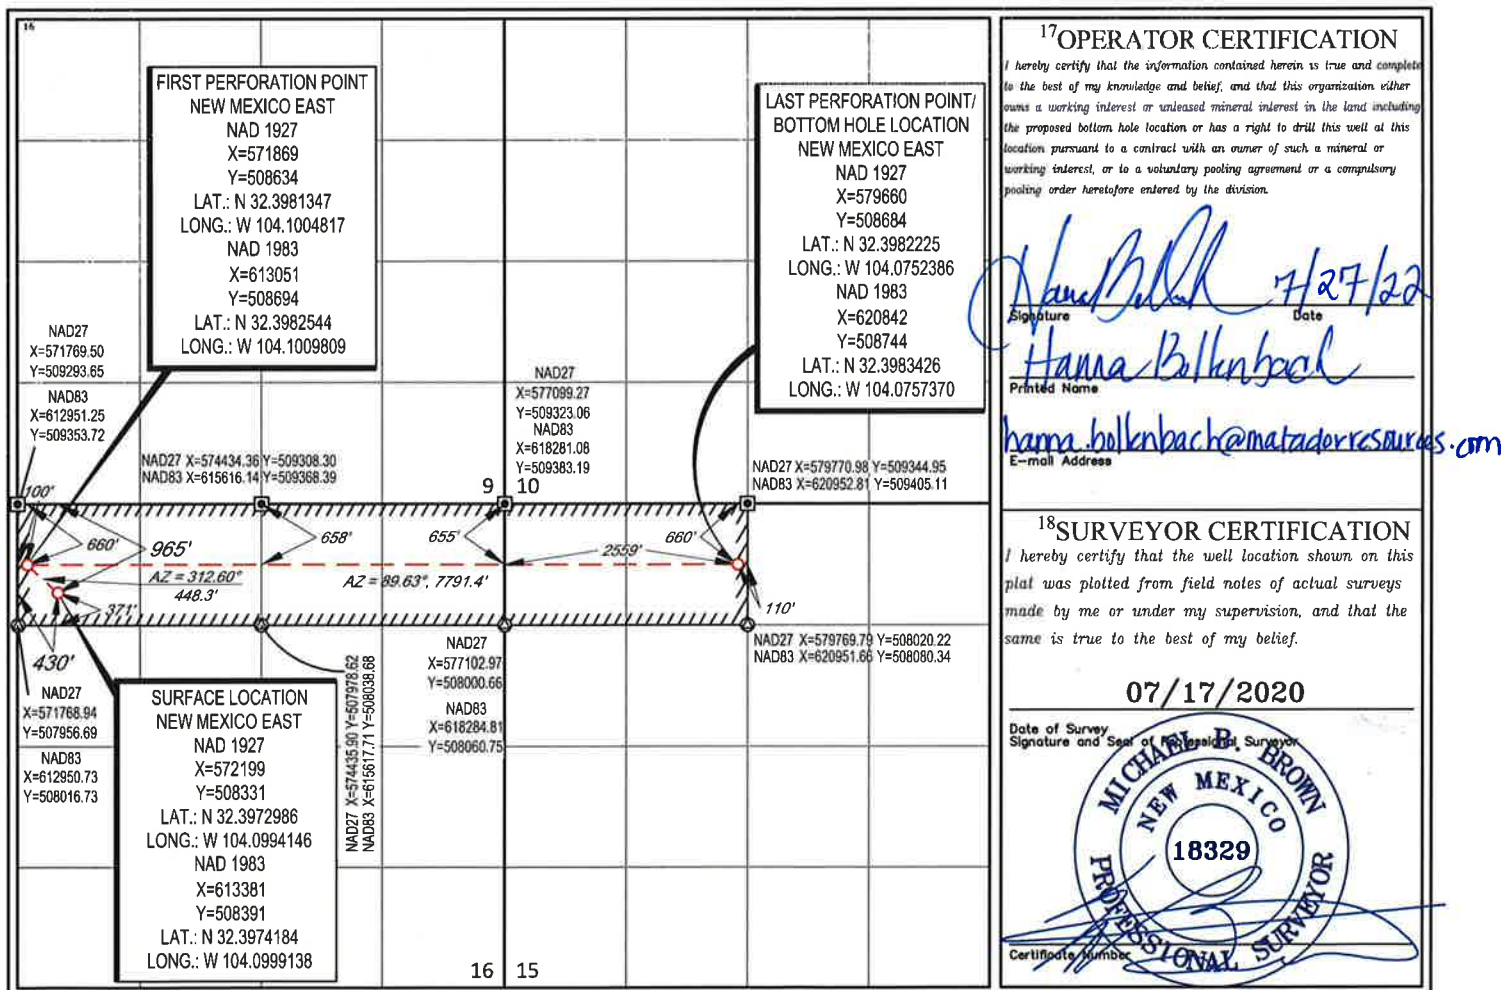 16
FIRST PERFORATION POINT
NEW MEXICO EAST
NAD 1927
X=571869
Y=508634
LAT.: N 32.3981347
LONG.: W 104.1004817
NAD 1983
X=613051
Y=508694
LAT.: N 32.3982544
LONG.: W 104.1009809
LAST PERFORATION POINT/
BOTTOM HOLE LOCATION
NEW MEXICO EAST
NAD 1927
X=579660
Y=508684
LAT.: N 32.3982225
LONG.: W 104.0752386
NAD 1983
X=620842
Y=508744
LAT.: N 32.3983426
LONG.: W 104.0757370
NAD27
X=571769.50
Y=509293.65
NAD83
X=612951.25
Y=509353.72
NAD27 X=574434.36 Y=509308.30
NAD83 X=615616.14 Y=509368.39
NAD27
X=577099.27
Y=509323.06
NAD83
X=618281.08
Y=509383.19
NAD27 X=579770.98 Y=509344.95
NAD83 X=620952.81 Y=509405.11
9 10
100'
660'
965'
658'
655'
2559'
660'
AZ = 312.60°
448.3'
AZ = 89.63°, 7791.4'
371'
110'
430'
NAD27
X=571768.94
Y=507956.69
NAD83
X=612950.73
Y=508016.73
SURFACE LOCATION
NEW MEXICO EAST
NAD 1927
X=572199
Y=508331
LAT.: N 32.3972986
LONG.: W 104.0994146
NAD 1983
X=613381
Y=508391
LAT.: N 32.3974184
LONG.: W 104.0999138
NAD27 X=574435.90 Y=507978.62
NAD83 X=615617.71 Y=508038.68
NAD27
X=577102.97
Y=508000.66
NAD83
X=618284.81
Y=508060.75
NAD27 X=579769.79 Y=508020.22
NAD83 X=620951.66 Y=508080.34
16 15
17 OPERATOR CERTIFICATION
I hereby certify that the information contained herein is true and complete
to the best of my knowledge and belief, and that this organization either
owns a working interest or unleased mineral interest in the land including
the proposed bottom hole location or has a right to drill this well at this
location pursuant to a contract with an owner of such a mineral or
working interest, or to a voluntary pooling agreement or a compulsory
pooling order heretofore entered by the division.
7/27/22
Signature Date
Hanna Bollenbach
Printed Name
hanna.bollenbach@matadorresources.com
E-mail Address
18 SURVEYOR CERTIFICATION
I hereby certify that the well location shown on this
plat was plotted from field notes of actual surveys
made by me or under my supervision, and that the
same is true to the best of my belief.
07/17/2020
Date of Survey
Signature and Seal of Professional Surveyor
MICHAEL B. BROWN
NEW MEXICO
18329
PROFESSIONAL SURVEYOR
Certificate Number